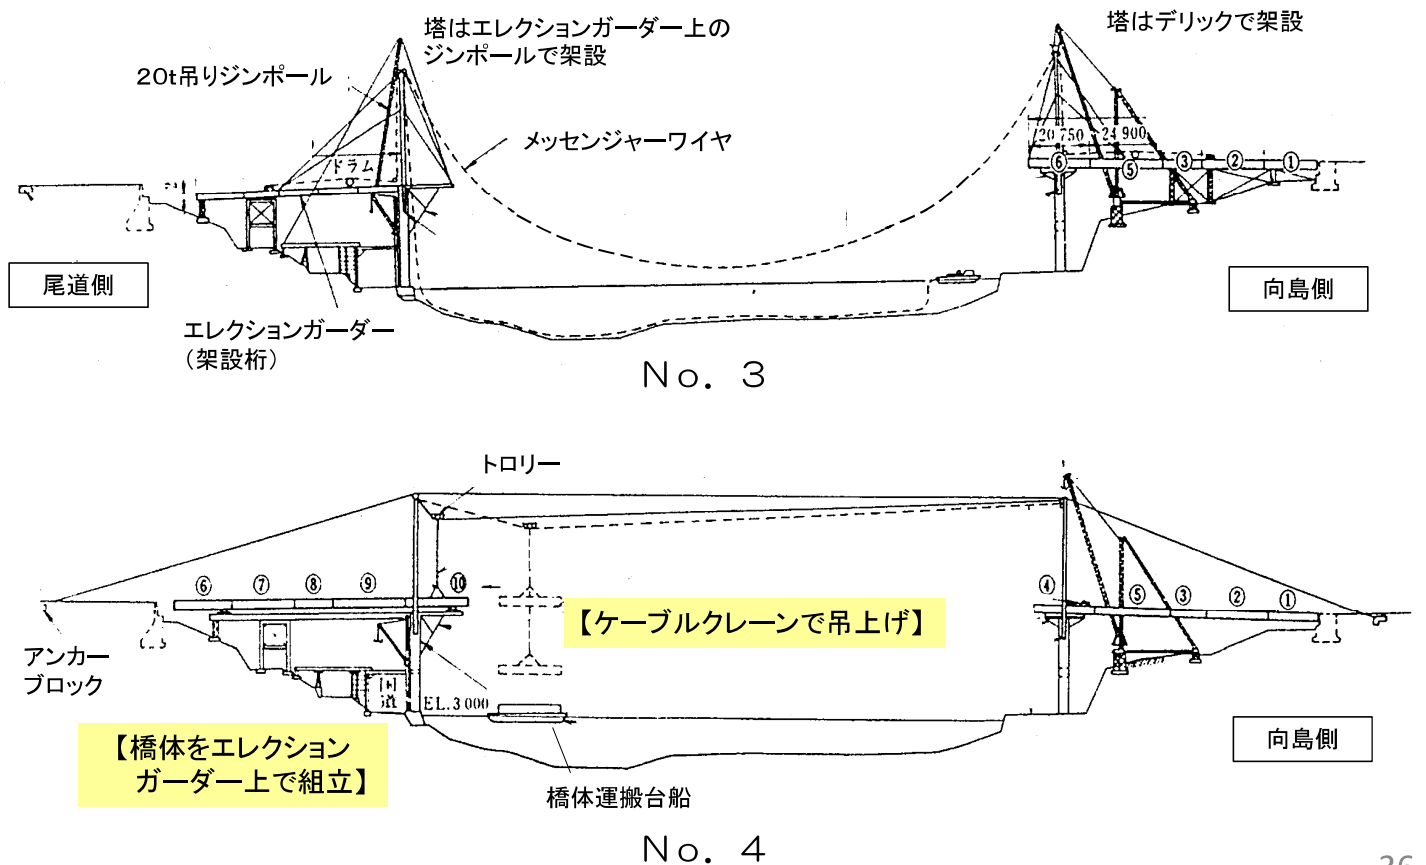 塔はエレクションガーダー上の
ジンポールで架設
塔はデリックで架設
20t吊りジンポール
メッセンジャーワイヤ
20 750
24 900
ドラム
⑥
⑤
③
②
①
尾道側
向島側
エレクションガーダー
(架設桁)
No. 3
トロリー
⑥
⑦
⑧
⑨
⑩
④
⑤
③
②
①
【ケーブルクレーンで吊上げ】
アンカー
ブロック
国道
EL.3 000
【橋体をエレクション
ガーダー上で組立】
向島側
橋体運搬台船
No. 4